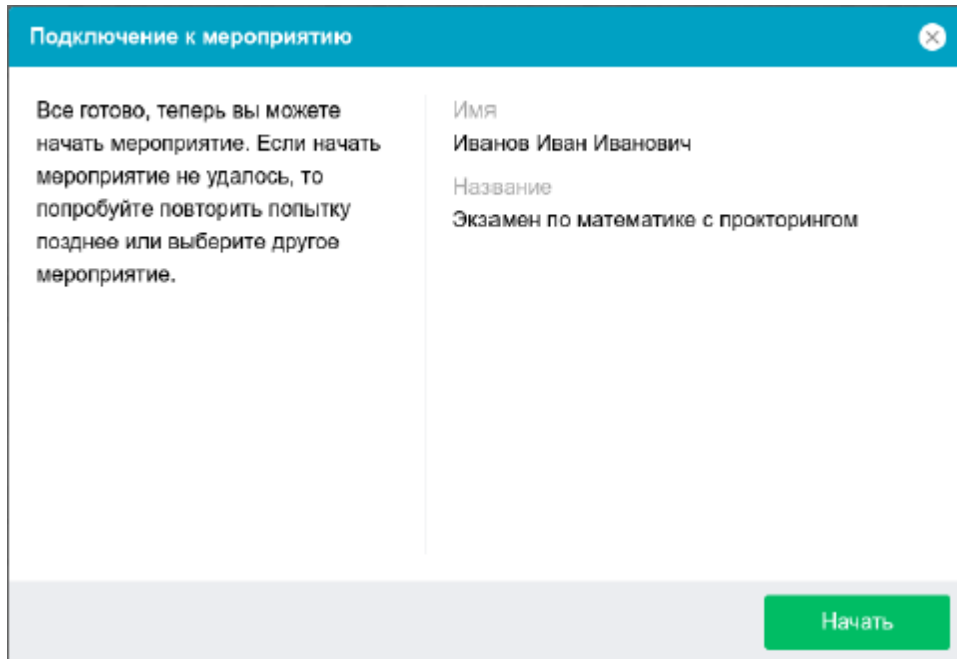 Подключение к мероприятию
Все готово, теперь вы можете
начать мероприятие. Если начать
мероприятие не удалось, то
попробуйте повторить попытку
позднее или выберите другое
мероприятие.
Имя
Иванов Иван Иванович
Название
Экзамен по математике с прокторингом
Начать